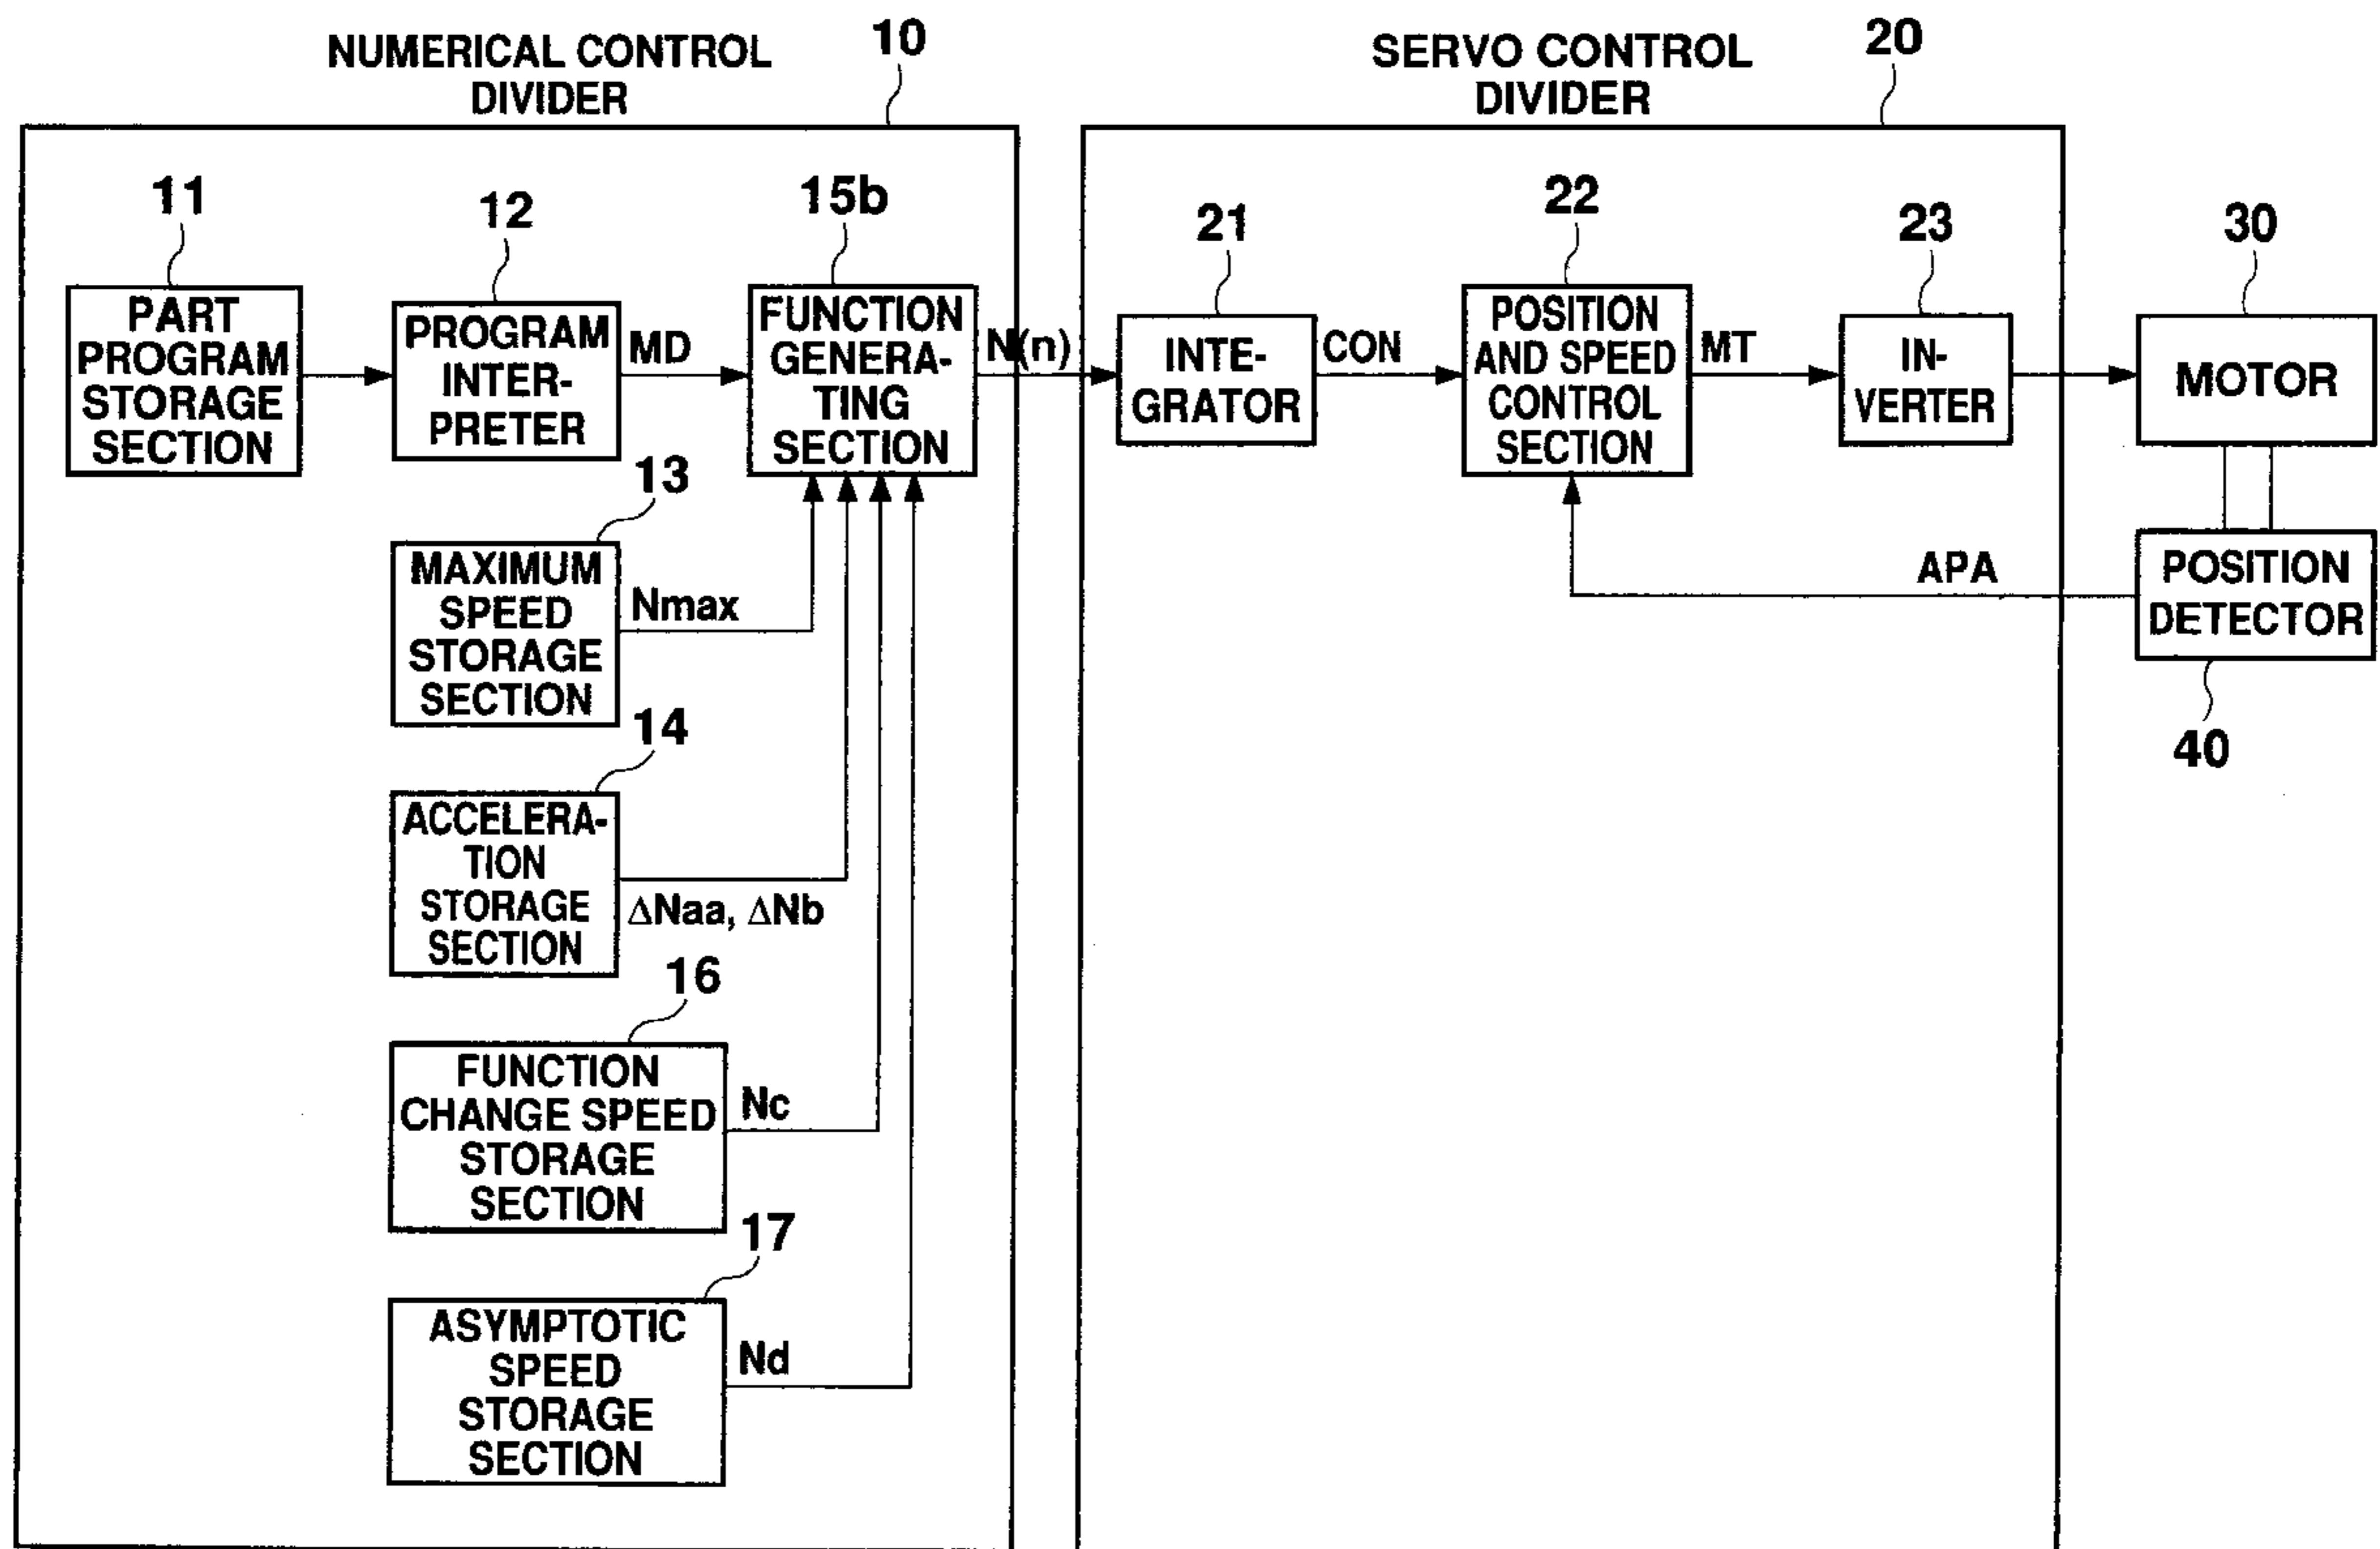 NUMERICAL CONTROL
DIVIDER
10
SERVO CONTROL
DIVIDER
20
11
PART
PROGRAM
STORAGE
SECTION
12
PROGRAM
INTER-
PRETER
MD
15b
FUNCTION
GENERA-
TING
SECTION
N(n)
21
INTE-
GRATOR
CON
22
POSITION
AND SPEED
CONTROL
SECTION
MT
23
IN-
VERTER
30
MOTOR
13
MAXIMUM
SPEED
STORAGE
SECTION
Nmax
APA
POSITION
DETECTOR
40
14
ACCELERA-
TION
STORAGE
SECTION
ΔNaa, ΔNb
16
FUNCTION
CHANGE SPEED
STORAGE
SECTION
Nc
17
ASYMPTOTIC
SPEED
STORAGE
SECTION
Nd